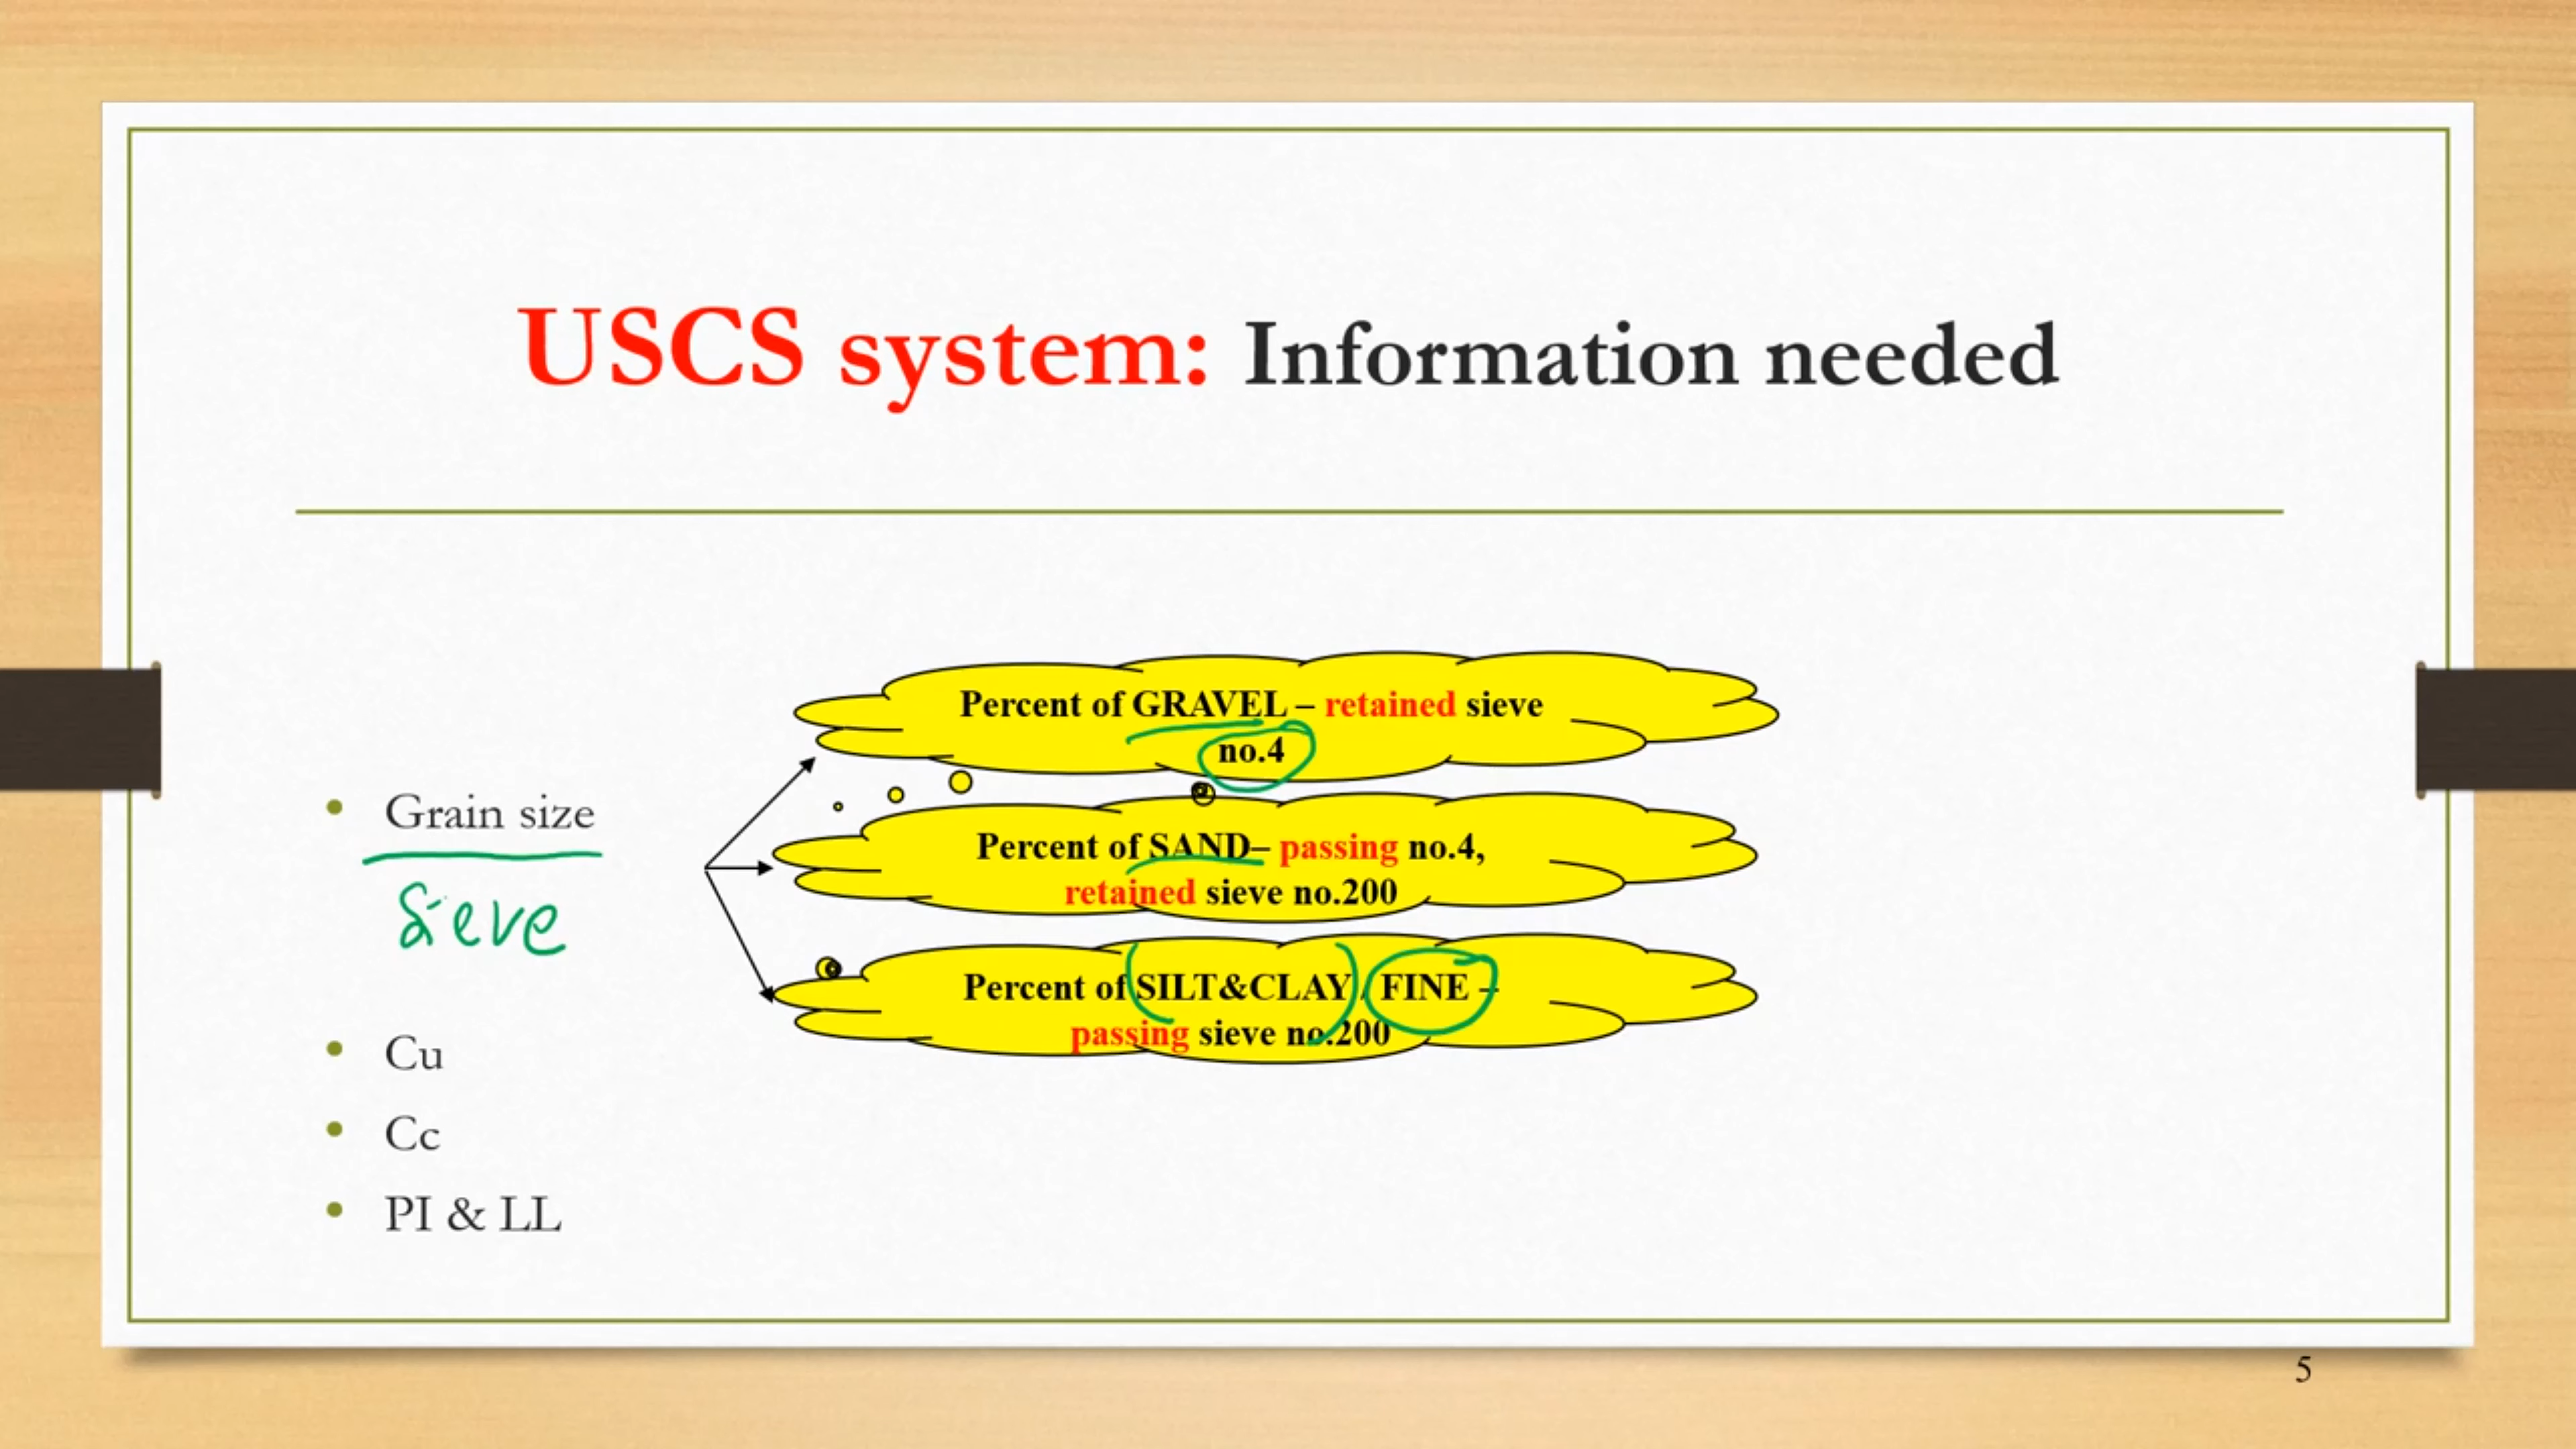 USCS system: Information needed
Percent of GRAVEL – retained sieve
no.4
Grain size
Sieve
Percent of SAND– passing no.4,
retained sieve no.200
Percent of SILT&CLAY / FINE –
passing sieve no.200
Cu
Cc
PI & LL
5